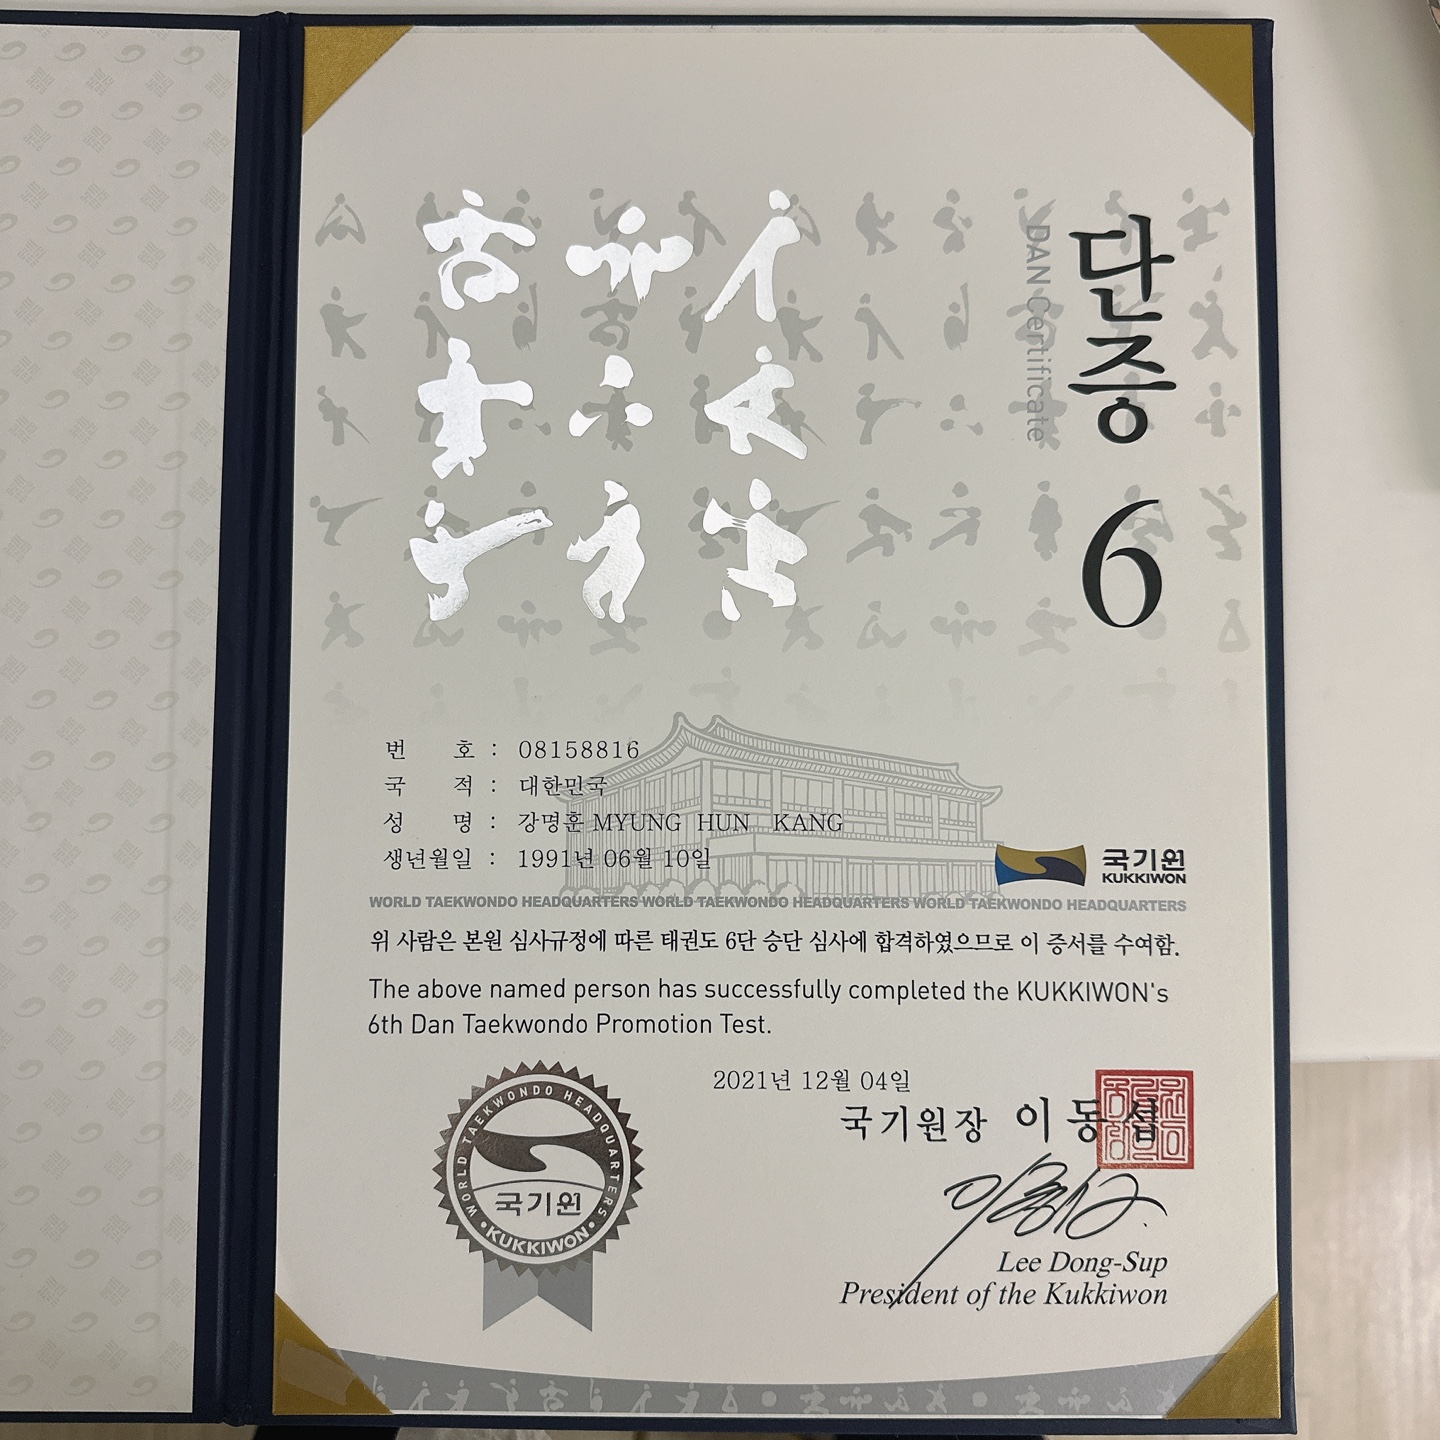 단증
DAN Certificate
6
번 호 : 08158816
국 적 : 대한민국
성 명 : 강명훈 MYUNG HUN KANG
생년월일 : 1991년 06월 10일
국기원
KUKKIWON
WORLD TAEKWONDO HEADQUARTERS WORLD TAEKWONDO HEADQUARTERS WORLD TAEKWONDO HEADQUARTERS
위 사람은 본원 심사규정에 따른 태권도 6단 승단 심사에 합격하였으므로 이 증서를 수여함.
The above named person has successfully completed the KUKKIWON's
6th Dan Taekwondo Promotion Test.
2021년 12월 04일
국기원장 이동섭
Lee Dong-Sup
President of the Kukkiwon
WORLD TAEKWONDO HEADQUARTERS
국기원
•KUKKIWON•